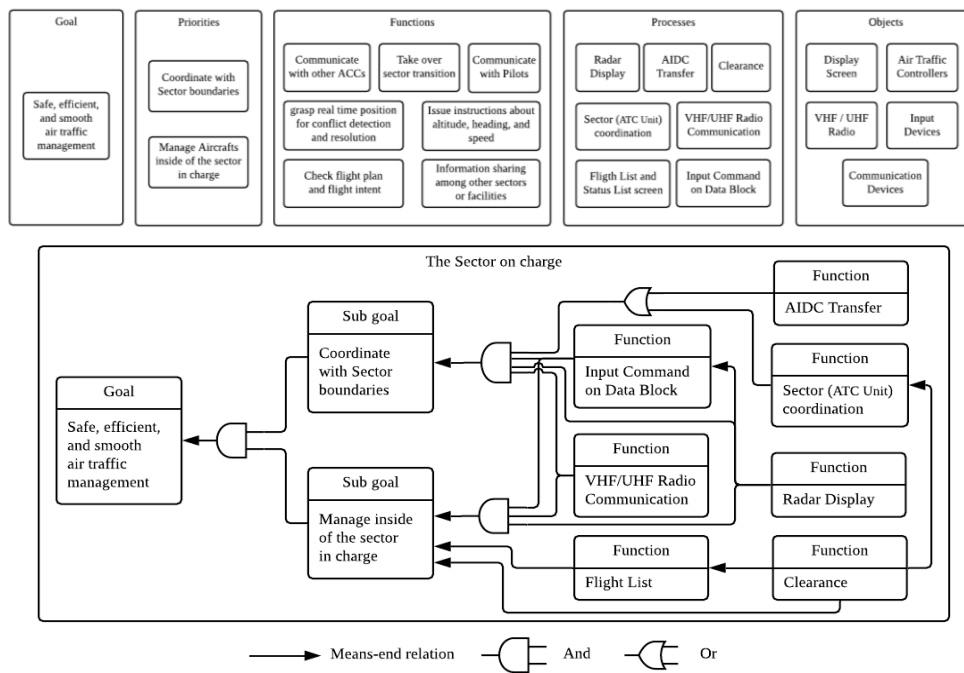 Goal
Safe, efficient,
and smooth
air traffic
management
Priorities
Coordinate with
Sector boundaries
Manage Aircrafts
inside of the sector
in charge
Functions
Communicate
with other ACCs
Take over
sector transition
Communicate
with Pilots
grasp real time position
for conflict detection
and resolution
Issue instructions about
altitude, heading, and
speed
Check flight plan
and flight intent
Information sharing
among other sectors
or facilities
Processes
Radar
Display
AIDC
Transfer
Clearance
Sector (ATC Unit)
coordination
VHF/UHF Radio
Communication
Fligth List and
Status List screen
Input Command
on Data Block
Objects
Display
Screen
Air Traffic
Controllers
VHF / UHF
Radio
Input
Devices
Communication
Devices
The Sector on charge
Goal
Safe, efficient,
and smooth
air traffic
management
Sub goal
Coordinate
with Sector
boundaries
Sub goal
Manage inside
of the sector
in charge
Function
Input Command
on Data Block
Function
VHF/UHF Radio
Communication
Function
Flight List
Function
AIDC Transfer
Function
Sector (ATC Unit)
coordination
Function
Radar Display
Function
Clearance
Means-end relation
And
Or